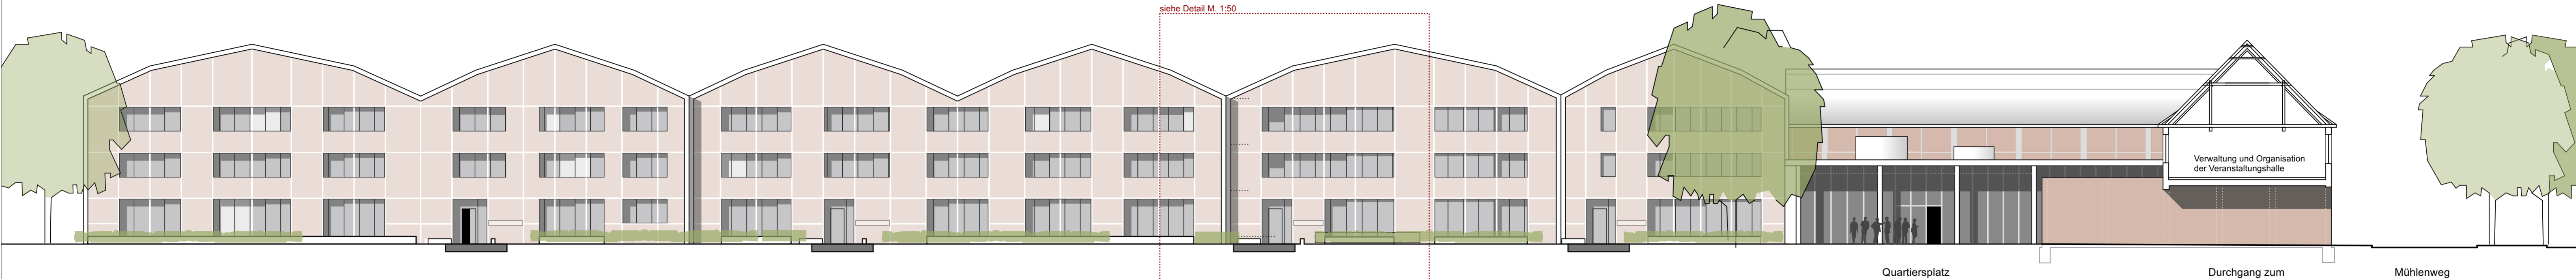 siehe Detail M. 1:50
Verwaltung und Organisation
der Veranstaltungshalle
Quartiersplatz
Durchgang zum
Mühlenweg